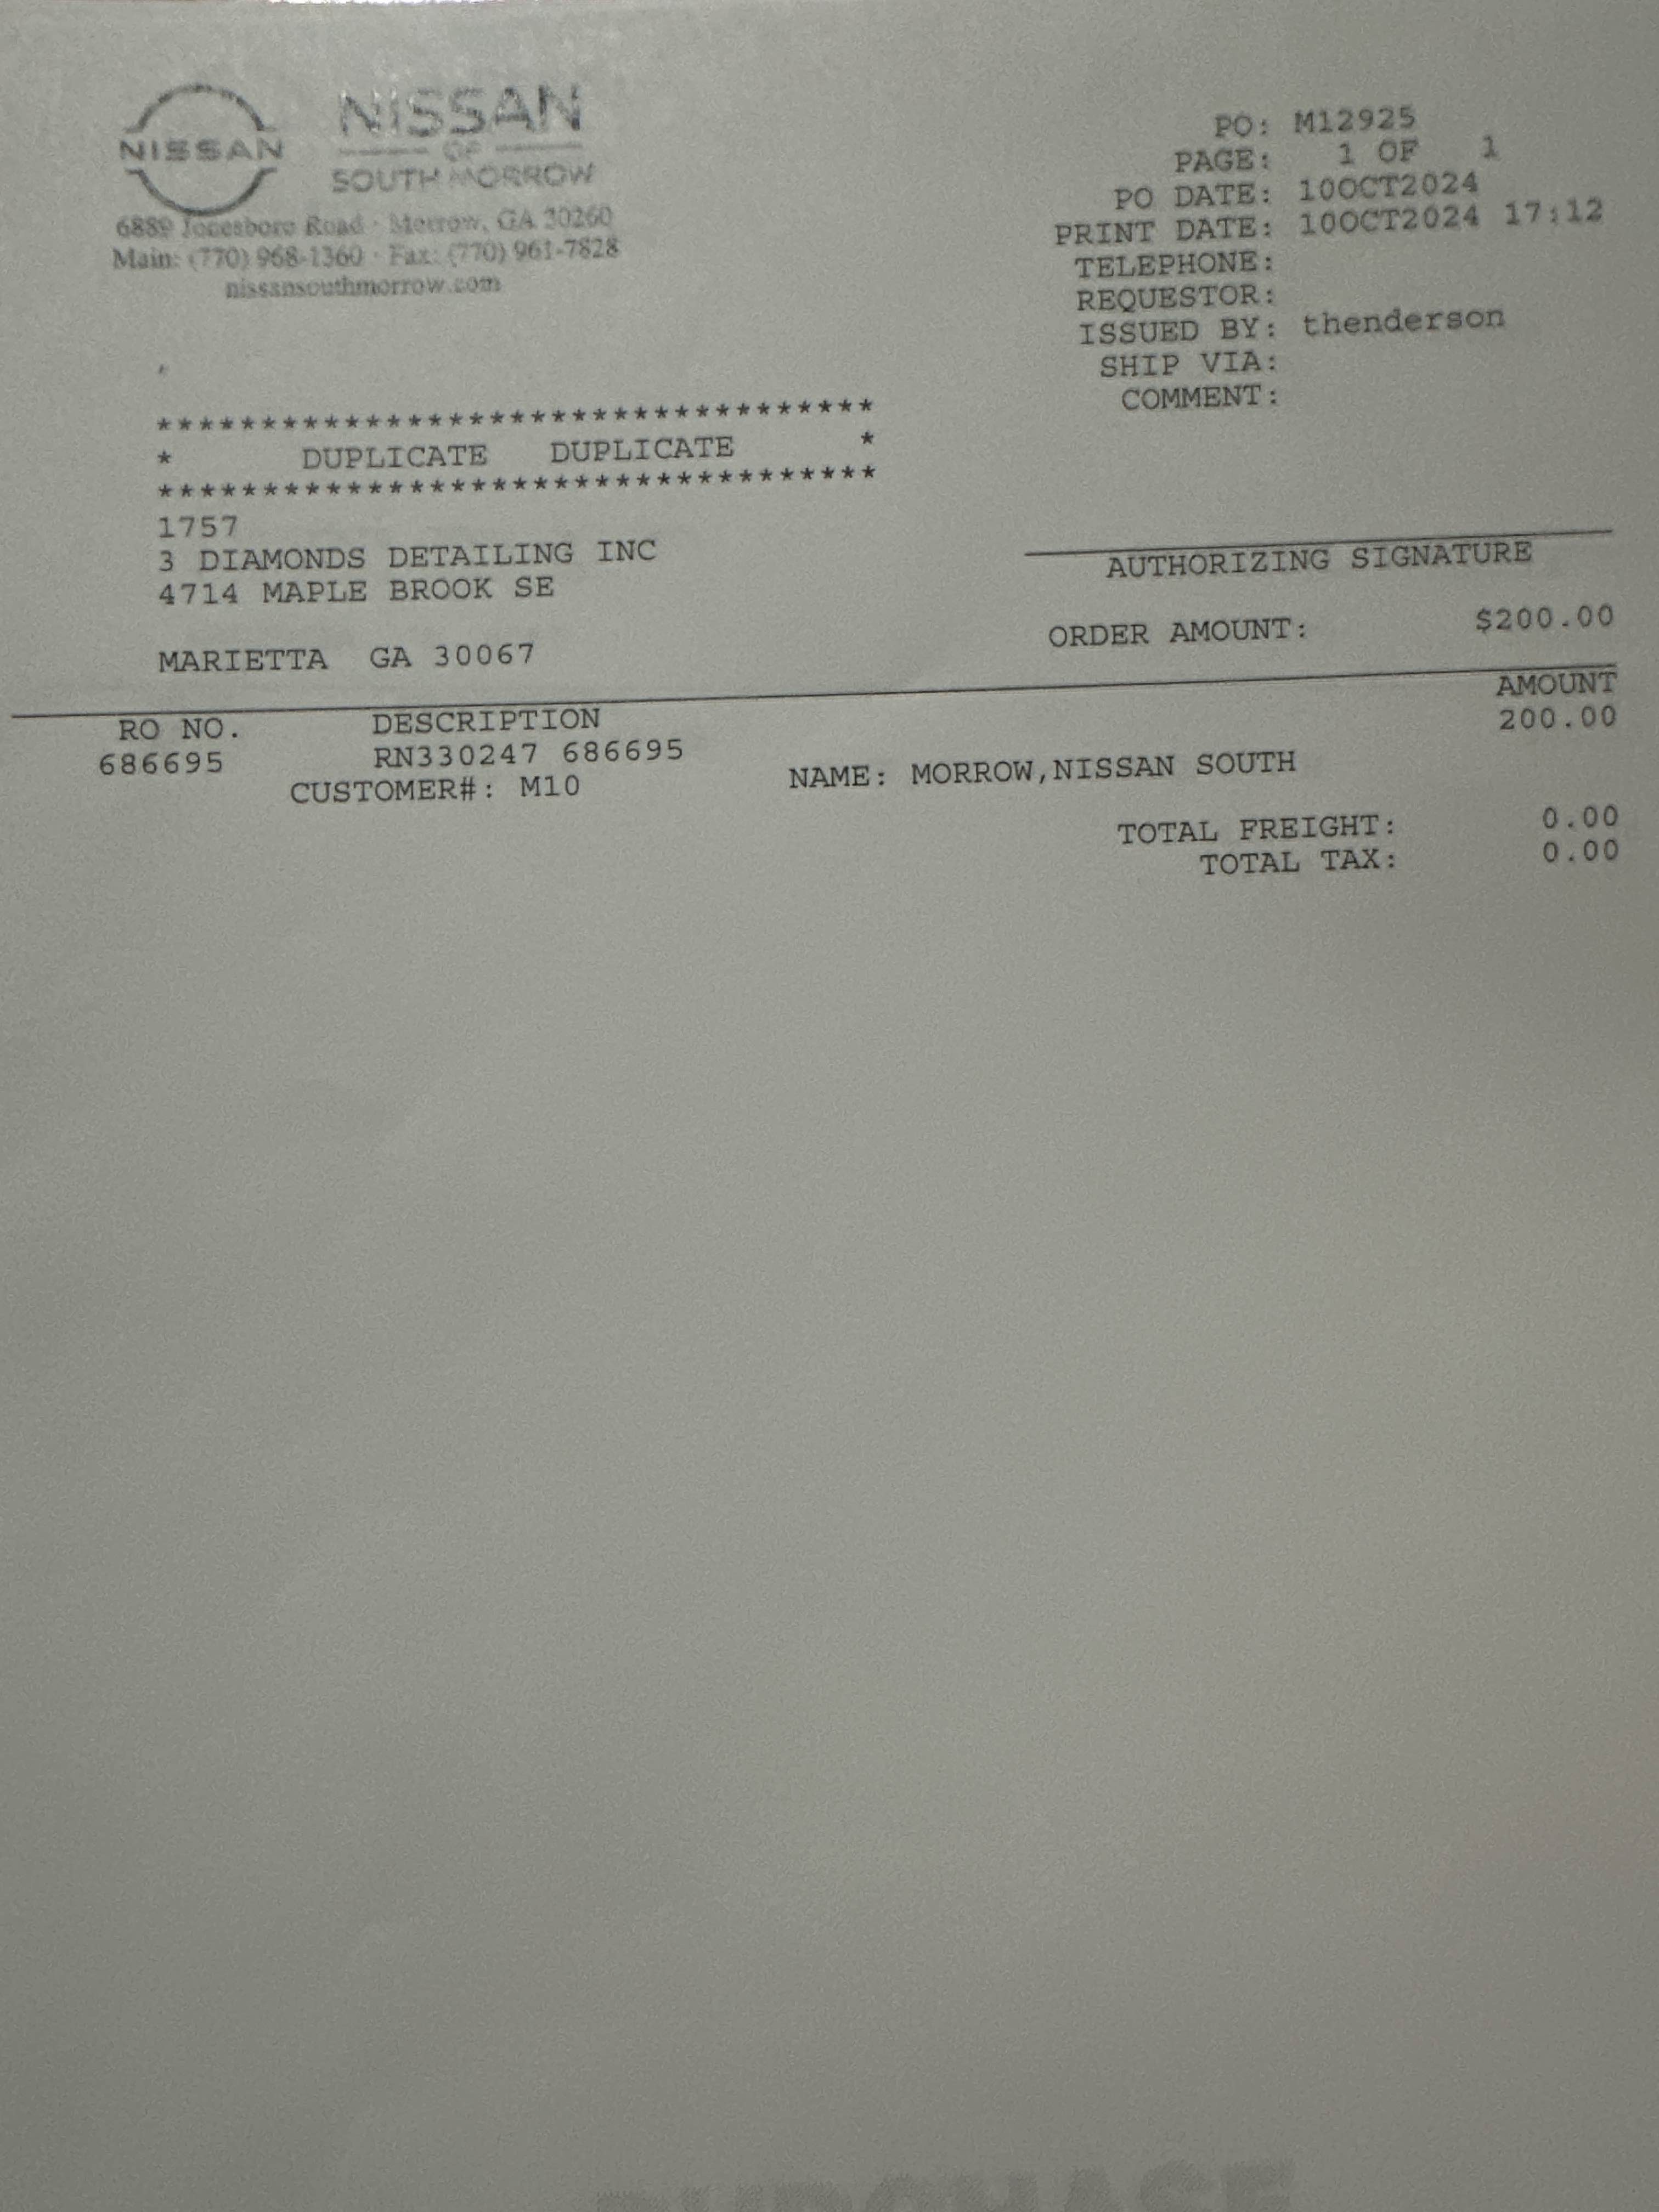 NISSAN
NISSAN
OF
SOUTH MORROW
6889 Jonesboro Road · Morrow, GA 30260
Main: (770) 968-1360 · Fax: (770) 961-7828
nissansouthmorrow.com
PO: M12925
PAGE: 1 OF 1
PO DATE: 10OCT2024
PRINT DATE: 10OCT2024 17:12
TELEPHONE:
REQUESTOR:
ISSUED BY: thenderson
SHIP VIA:
COMMENT:
***********************************
* DUPLICATE DUPLICATE *
***********************************
1757
3 DIAMONDS DETAILING INC
4714 MAPLE BROOK SE
MARIETTA GA 30067
AUTHORIZING SIGNATURE
ORDER AMOUNT: $200.00
RO NO. DESCRIPTION AMOUNT
686695 RN330247 686695 200.00
CUSTOMER#: M10 NAME: MORROW,NISSAN SOUTH
TOTAL FREIGHT: 0.00
TOTAL TAX: 0.00
PURCHASE